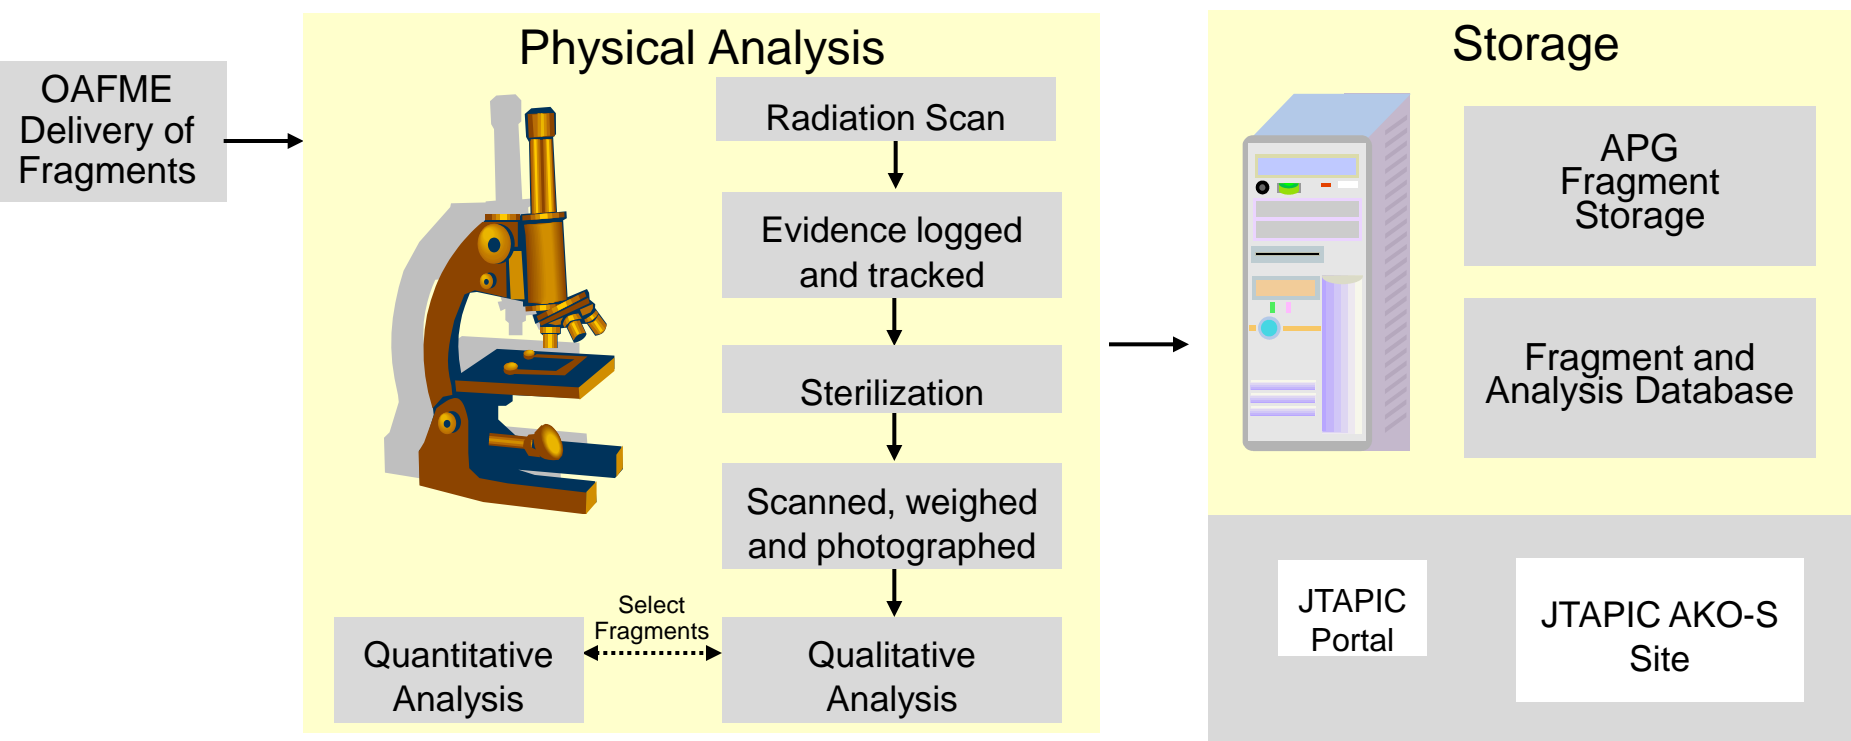 OAFME
Delivery of
Fragments
Physical Analysis
Radiation Scan
Evidence logged
and tracked
Sterilization
Scanned, weighed
and photographed
Select
Fragments
Quantitative
Analysis
Qualitative
Analysis
Storage
APG
Fragment
Storage
Fragment and
Analysis Database
JTAPIC
Portal
JTAPIC AKO-S
Site